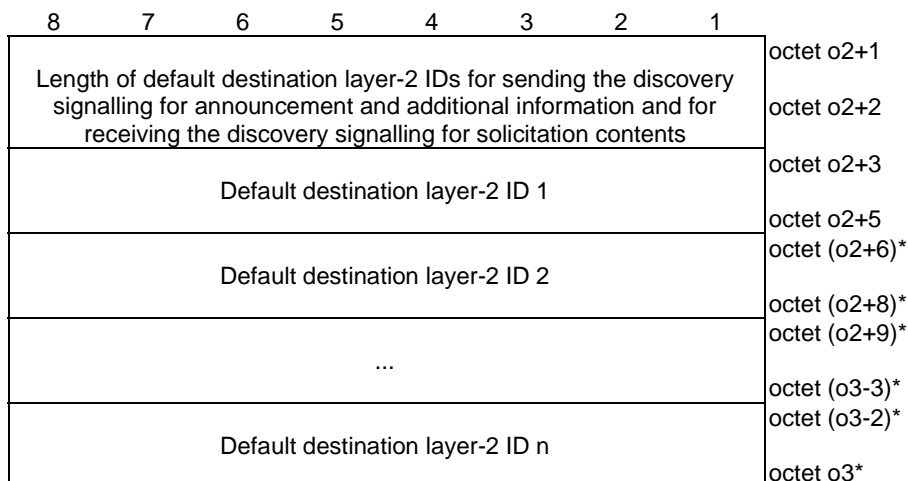 8 7 6 5 4 3 2 1
octet o2+1
Length of default destination layer-2 IDs for sending the discovery
signalling for announcement and additional information and for
receiving the discovery signalling for solicitation contents
octet o2+2
octet o2+3
Default destination layer-2 ID 1
octet o2+5
octet (o2+6)*
Default destination layer-2 ID 2
octet (o2+8)*
octet (o2+9)*
...
octet (o3-3)*
octet (o3-2)*
Default destination layer-2 ID n
octet o3*